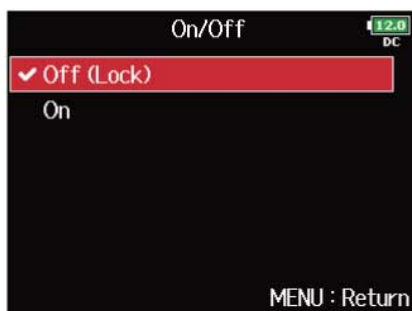 On/Off
12.0
DC
✔ Off (Lock)
On
MENU : Return